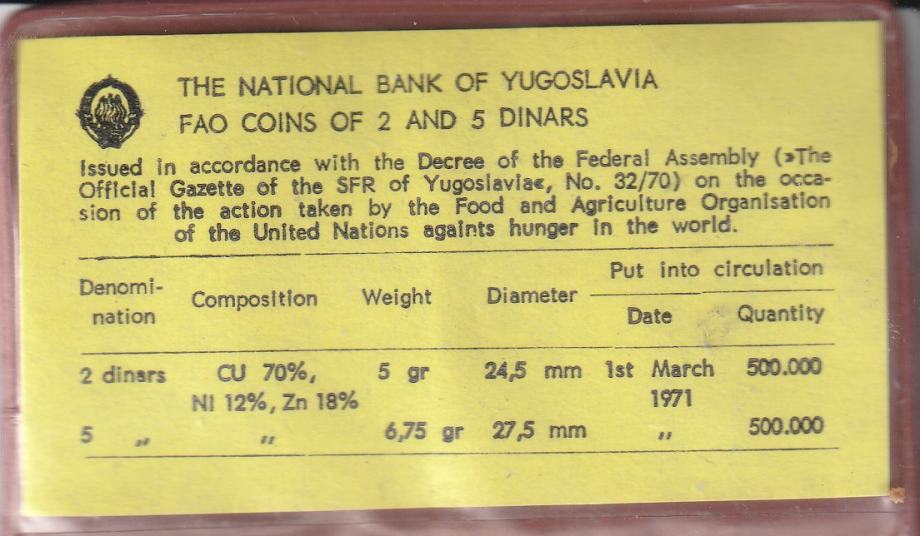 THE NATIONAL BANK OF YUGOSLAVIA
FAO COINS OF 2 AND 5 DINARS
Issued in accordance with the Decree of the Federal Assembly (»The
Official Gazette of the SFR of Yugoslavia«, No. 32/70) on the occa-
sion of the action taken by the Food and Agriculture Organisation
of the United Nations againts hunger in the world.
Denomi-
nation
Composition
Weight
Diameter
Put into circulation
Date
Quantity
2 dinars
CU 70%,
NI 12%, Zn 18%
5 gr
24,5 mm
1st March
1971
500.000
5 „
„
6,75 gr
27,5 mm
„
500.000